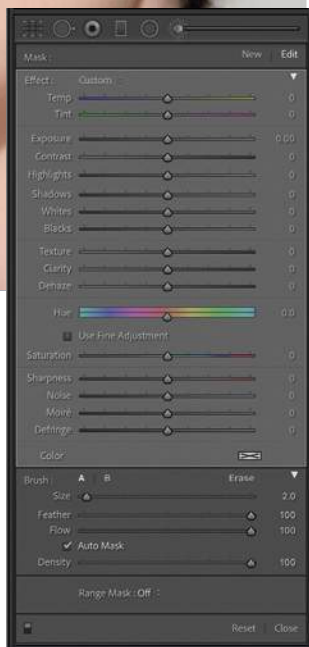 Mask : New Edit
Effect : Custom
Temp 0
Tint 0
Exposure 0.00
Contrast 0
Highlights 0
Shadows 0
Whites 0
Blacks 0
Texture 0
Clarity 0
Dehaze 0
Hue 0.0
Use Fine Adjustment
Saturation 0
Sharpness 0
Noise 0
Moiré 0
Defringe 0
Color
Brush : A B Erase
Size 2.0
Feather 100
Flow 100
Auto Mask
Density 100
Range Mask : Off
Reset Close